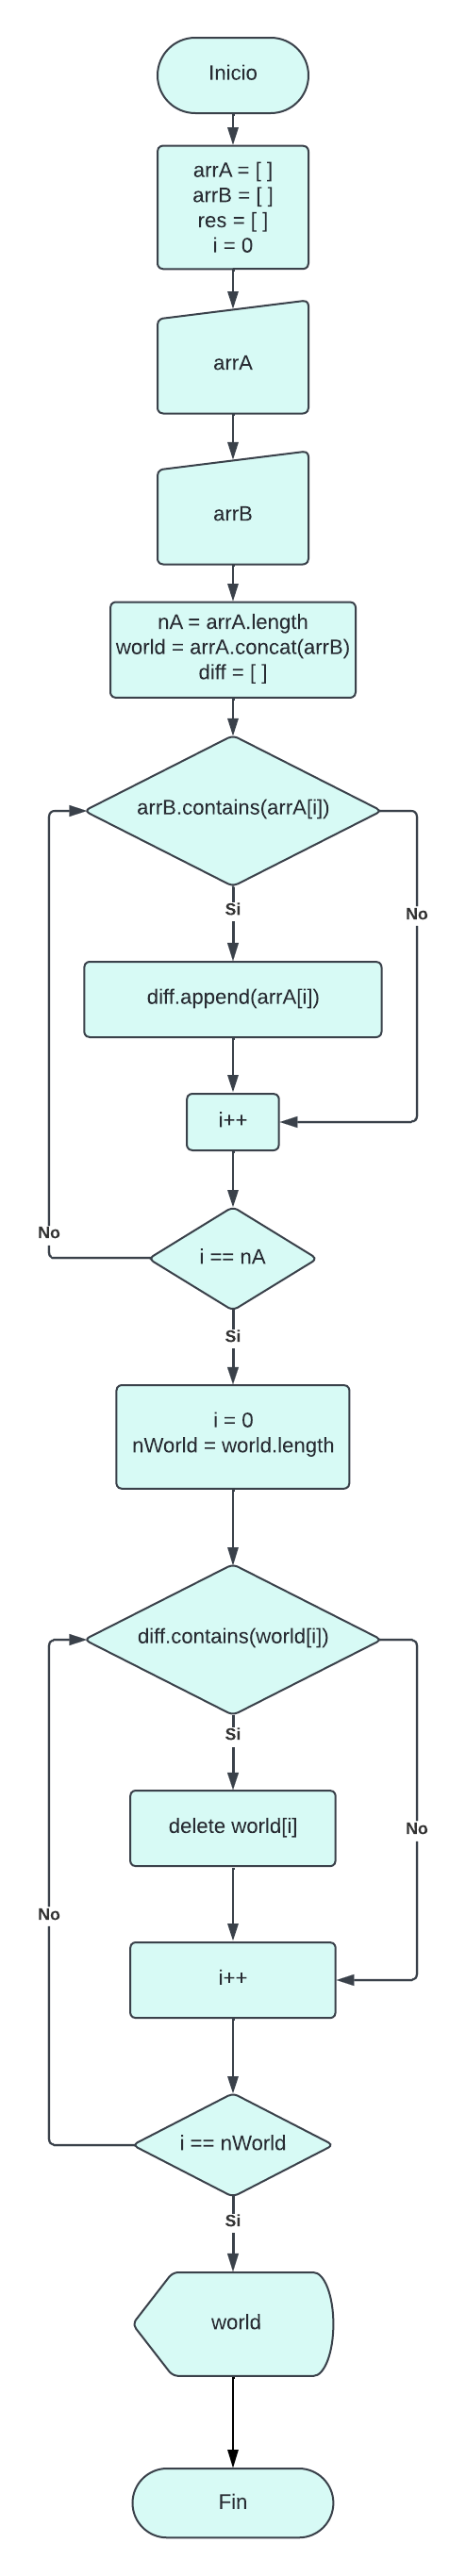 Inicio
arrA = [ ]
arrB = [ ]
res = [ ]
i = 0
arrA
arrB
nA = arrA.length
world = arrA.concat(arrB)
diff = [ ]
arrB.contains(arrA[i])
Si
No
diff.append(arrA[i])
i++
No
i == nA
Si
i = 0
nWorld = world.length
diff.contains(world[i])
Si
delete world[i]
No
No
i++
i == nWorld
Si
world
Fin